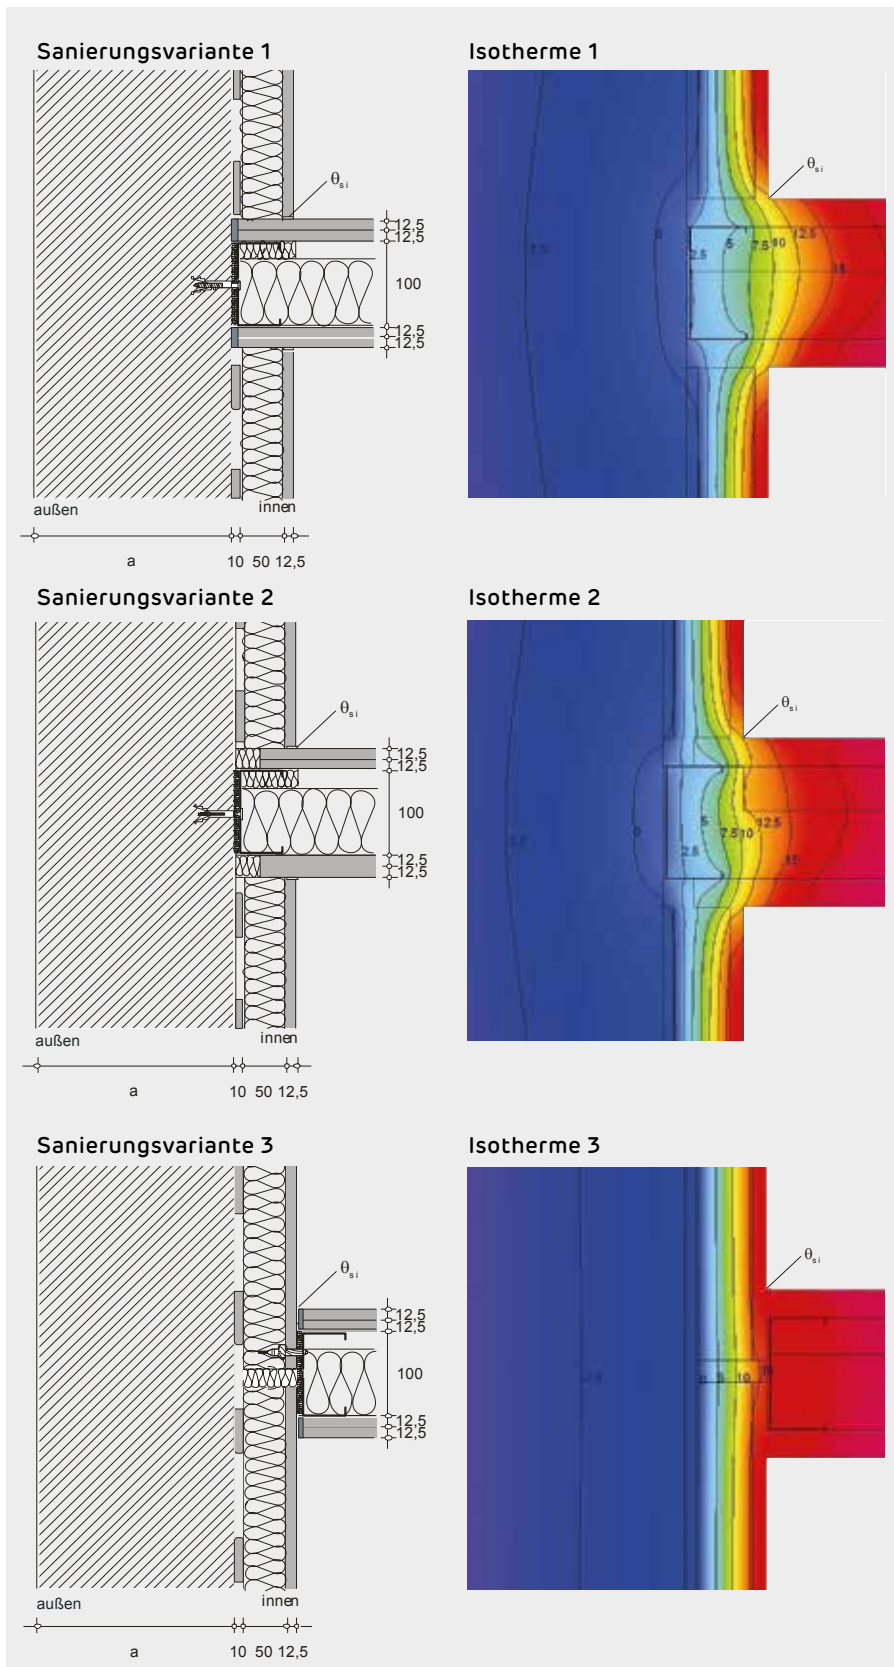 Sanierungsvariante 1
Isotherme 1
θsi
12,5
12,5
100
12,5
12,5
außen
innen
a
10 50 12,5
θsi
0
2.5
5
7.5
10
12.5
15
Sanierungsvariante 2
Isotherme 2
θsi
12,5
12,5
100
12,5
12,5
außen
innen
a
10 50 12,5
θsi
0
2.5
5
7.5
10
12.5
15
Sanierungsvariante 3
Isotherme 3
θsi
12,5
12,5
100
12,5
12,5
außen
innen
a
10 50 12,5
θsi
0
5
10